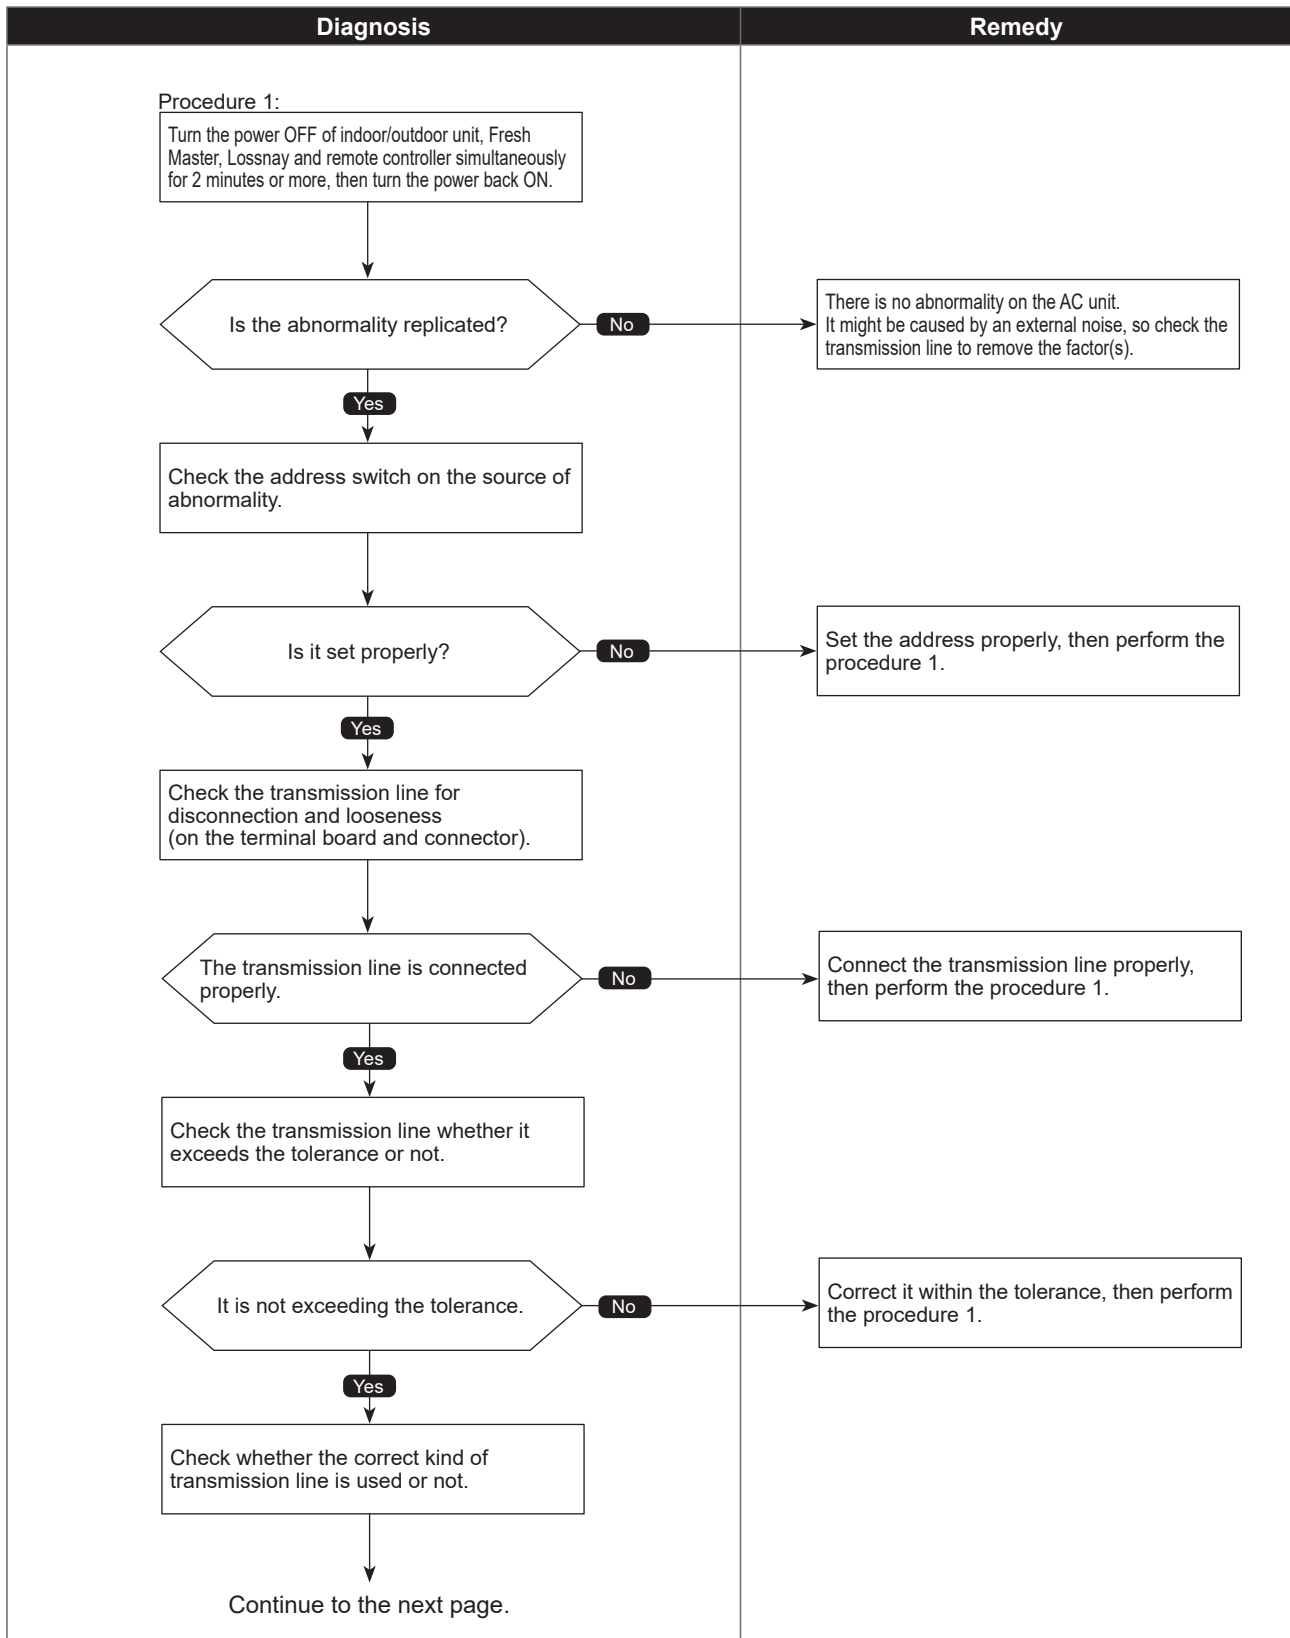 Diagnosis
Remedy
Procedure 1:
Turn the power OFF of indoor/outdoor unit, Fresh
Master, Lossnay and remote controller simultaneously
for 2 minutes or more, then turn the power back ON.
Is the abnormality replicated?
No
There is no abnormality on the AC unit.
It might be caused by an external noise, so check the
transmission line to remove the factor(s).
Yes
Check the address switch on the source of
abnormality.
Is it set properly?
No
Set the address properly, then perform the
procedure 1.
Yes
Check the transmission line for
disconnection and looseness
(on the terminal board and connector).
The transmission line is connected
properly.
No
Connect the transmission line properly,
then perform the procedure 1.
Yes
Check the transmission line whether it
exceeds the tolerance or not.
It is not exceeding the tolerance.
No
Correct it within the tolerance, then perform
the procedure 1.
Yes
Check whether the correct kind of
transmission line is used or not.
Continue to the next page.